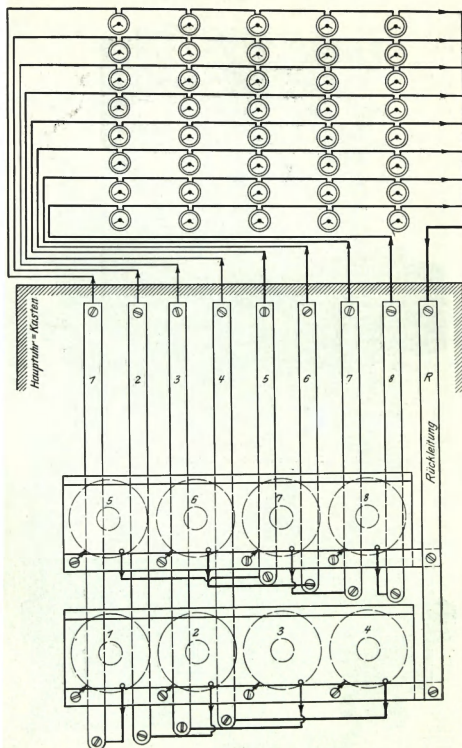 Hauptuhr=Kasten
1 2 3 4 5 6 7 8 R
Rückleitung
5 6 7 8
1 2 3 4